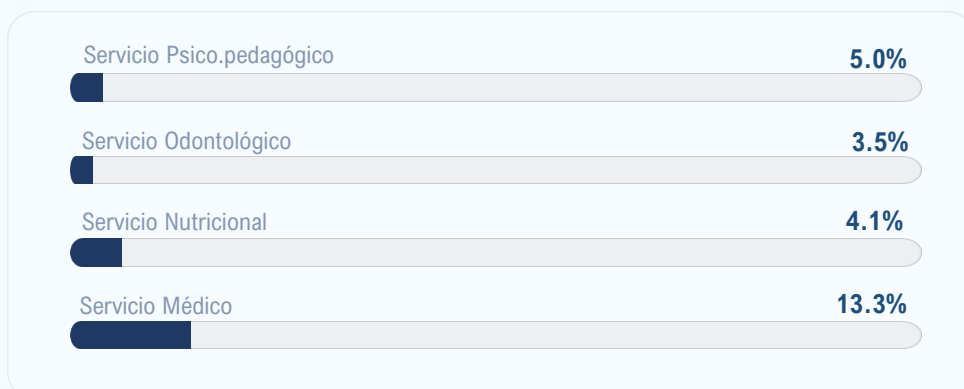 Servicio Psico.pedagógico
5.0%
Servicio Odontológico
3.5%
Servicio Nutricional
4.1%
Servicio Médico
13.3%